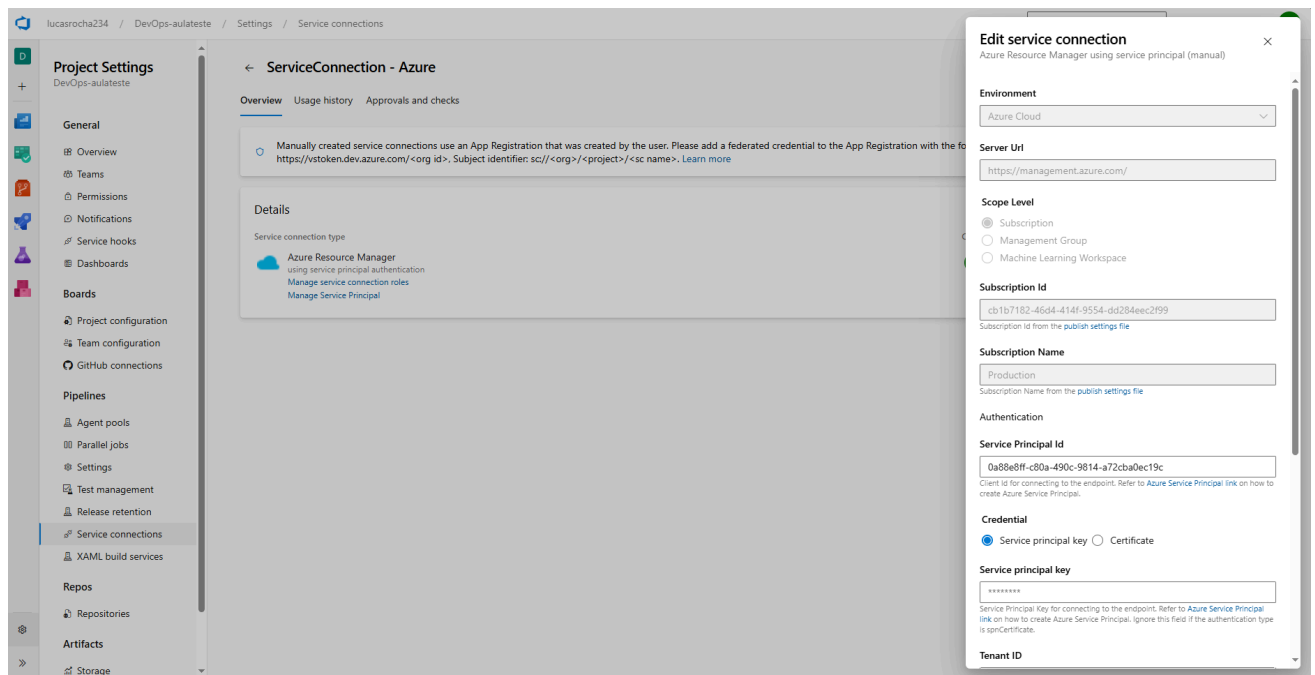 lucasrocha234 / DevOps-aulateste / Settings / Service connections
D
Project Settings
DevOps-aulateste
General
Overview
Teams
Permissions
Notifications
Service hooks
Dashboards
Boards
Project configuration
Team configuration
GitHub connections
Pipelines
Agent pools
Parallel jobs
Settings
Test management
Release retention
Service connections
XAML build services
Repos
Repositories
Artifacts
Storage
← ServiceConnection - Azure
Overview Usage history Approvals and checks
Manually created service connections use an App Registration that was created by the user. Please add a federated credential to the App Registration with the fo
https://vstoken.dev.azure.com/<org id>, Subject identifier: sc://<org>/<project>/<sc name>. Learn more
Details
Service connection type
Azure Resource Manager
using service principal authentication
Manage service connection roles
Manage Service Principal
Edit service connection
Azure Resource Manager using service principal (manual)
Environment
Azure Cloud
Server Url
https://management.azure.com/
Scope Level
Subscription
Management Group
Machine Learning Workspace
Subscription Id
cb1b7182-46d4-414f-9554-dd284eec2f99
Subscription Id from the publish settings file
Subscription Name
Production
Subscription Name from the publish settings file
Authentication
Service Principal Id
0a88e8ff-c80a-490c-9814-a72cba0ec19c
Client Id for connecting to the endpoint. Refer to Azure Service Principal link on how to
create Azure Service Principal.
Credential
Service principal key Certificate
Service principal key
********
Service Principal Key for connecting to the endpoint. Refer to Azure Service Principal
link on how to create Azure Service Principal. Ignore this field if the authentication type
is spnCertificate.
Tenant ID